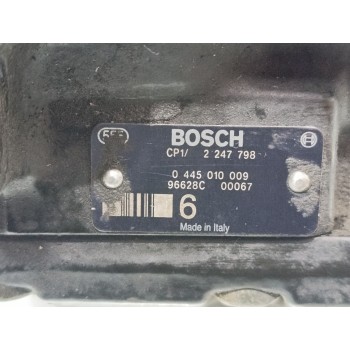 BOSCH
CP1/ 2 247 798
0 445 010 009
96628C 00067
6
Made in Italy